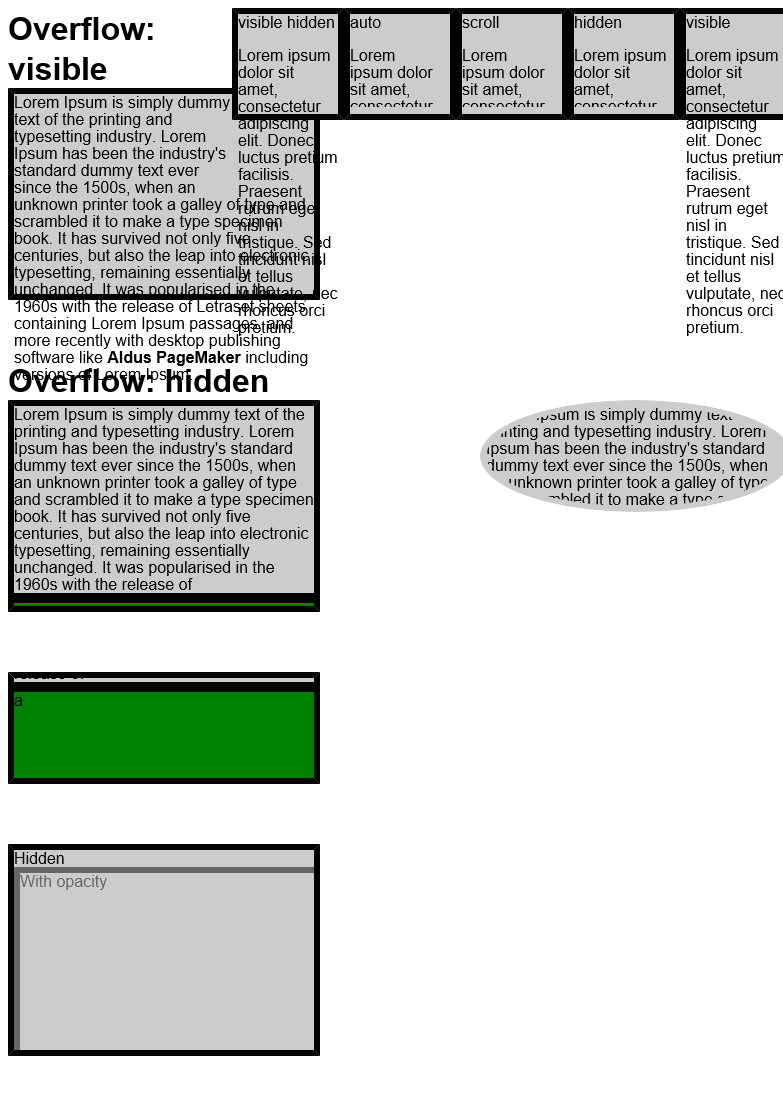 Overflow:
visible
Lorem Ipsum is simply dummy
text of the printing and
typesetting industry. Lorem
Ipsum has been the industry's
standard dummy text ever
since the 1500s, when an
unknown printer took a galley of type and
scrambled it to make a type specimen
book. It has survived not only five
centuries, but also the leap into electronic
typesetting, remaining essentially
unchanged. It was popularised in the
1960s with the release of Letraset sheets
containing Lorem Ipsum passages, and
more recently with desktop publishing
software like Aldus PageMaker including
versions of Lorem Ipsum.
visible hidden
Lorem ipsum
dolor sit
amet,
consectetur
adipiscing
elit. Donec
luctus pretium
facilisis.
Praesent
rutrum eget
nisl in
tristique. Sed
tincidunt nisl
et tellus
vulputate, nec
rhoncus orci
pretium.
auto
Lorem
ipsum dolor
sit amet,
consectetur
scroll
Lorem
ipsum dolor
sit amet,
consectetur
hidden
Lorem ipsum
dolor sit
amet,
consectetur
visible
Lorem ipsum
dolor sit
amet,
consectetur
adipiscing
elit. Donec
luctus pretium
facilisis.
Praesent
rutrum eget
nisl in
tristique. Sed
tincidunt nisl
et tellus
vulputate, nec
rhoncus orci
pretium.
Overflow: hidden
Lorem Ipsum is simply dummy text of the
printing and typesetting industry. Lorem
Ipsum has been the industry's standard
dummy text ever since the 1500s, when
an unknown printer took a galley of type
and scrambled it to make a type specimen
book. It has survived not only five
centuries, but also the leap into electronic
typesetting, remaining essentially
unchanged. It was popularised in the
1960s with the release of
Ipsum is simply dummy text
inting and typesetting industry. Lorem
psum has been the industry's standard
dummy text ever since the 1500s, when
unknown printer took a galley of type
mbled it to make a type
a
Hidden
With opacity